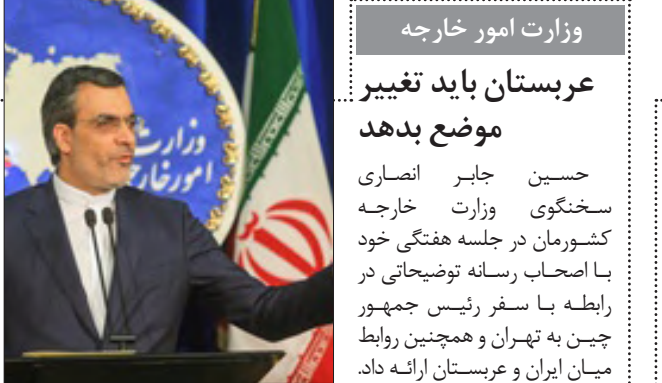 وزارت امور خارجه
عربستان باید تغییر
موضع بدهد
حسین جابر انصاری
سخنگوی وزارت خارجه
کشورمان در جلسه هفتگی خود
با اصحاب رسانه توضیحاتی در
رابطه با سفر رئیس جمهور
چین به تهران و همچنین روابط
میان ایران و عربستان ارائه داد.
وزارت
امورخارجه